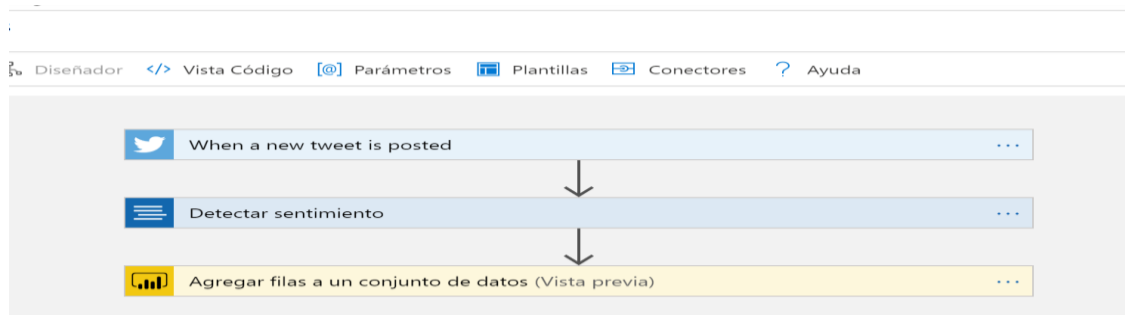 Diseñador </> Vista Código [@] Parámetros Plantillas Conectores ? Ayuda
When a new tweet is posted ...
Detectar sentimiento ...
Agregar filas a un conjunto de datos (Vista previa) ...